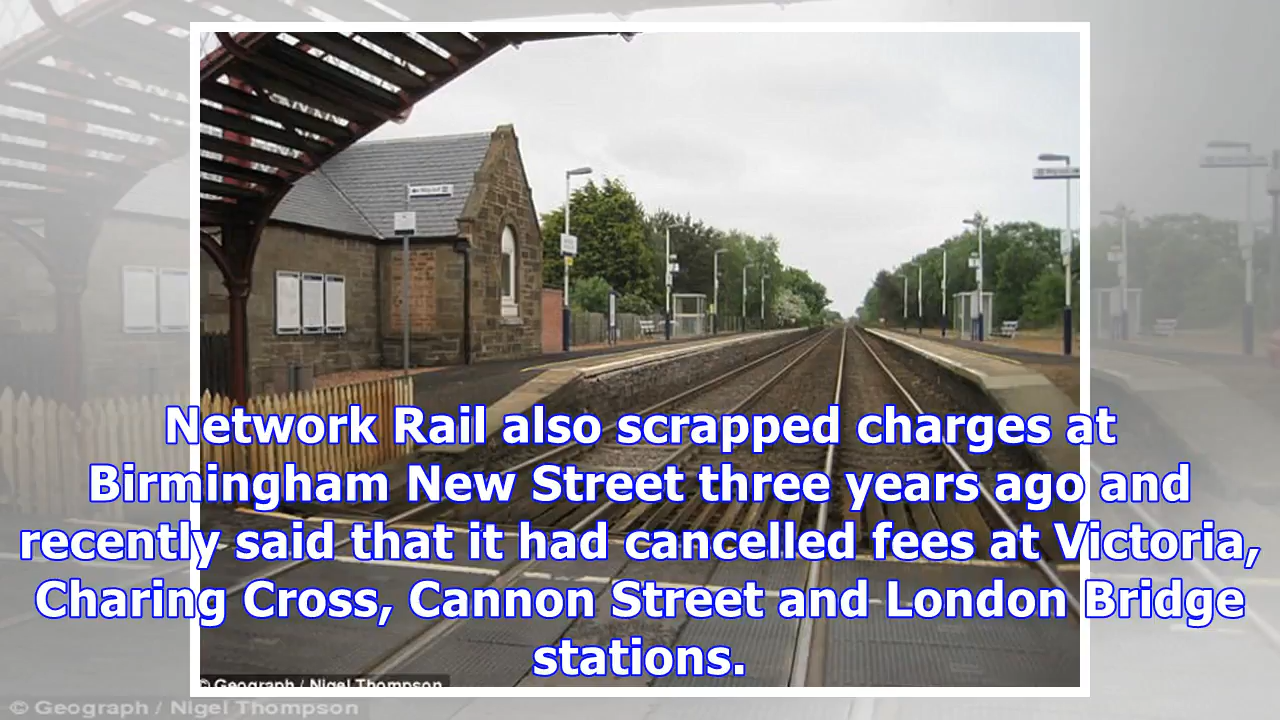 Network Rail also scrapped charges at
Birmingham New Street three years ago and
recently said that it had cancelled fees at Victoria,
Charing Cross, Cannon Street and London Bridge
stations.
© Geograph / Nigel Thompson
© Geograph / Nigel Thompson